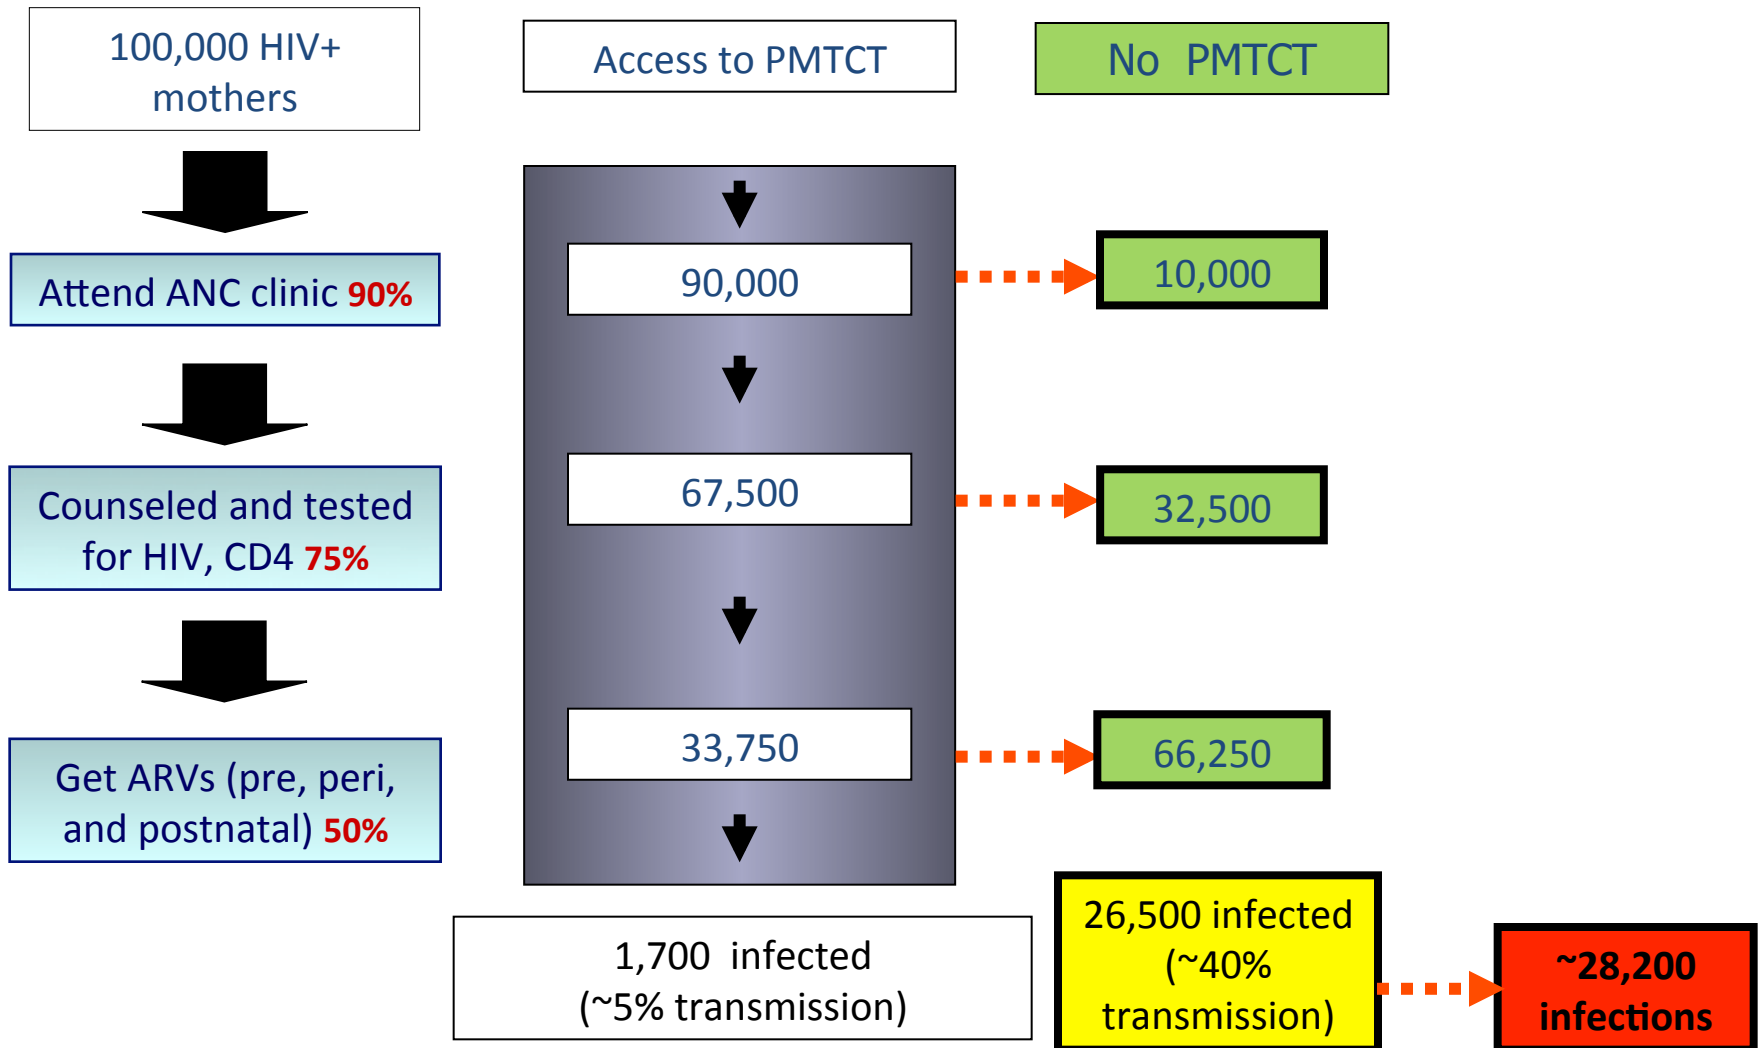 100,000 HIV+
mothers
Access to PMTCT
No PMTCT
Attend ANC clinic 90%
90,000
10,000
Counseled and tested
for HIV, CD4 75%
67,500
32,500
Get ARVs (pre, peri,
and postnatal) 50%
33,750
66,250
1,700 infected
(~5% transmission)
26,500 infected
(~40%
transmission)
~28,200
infections